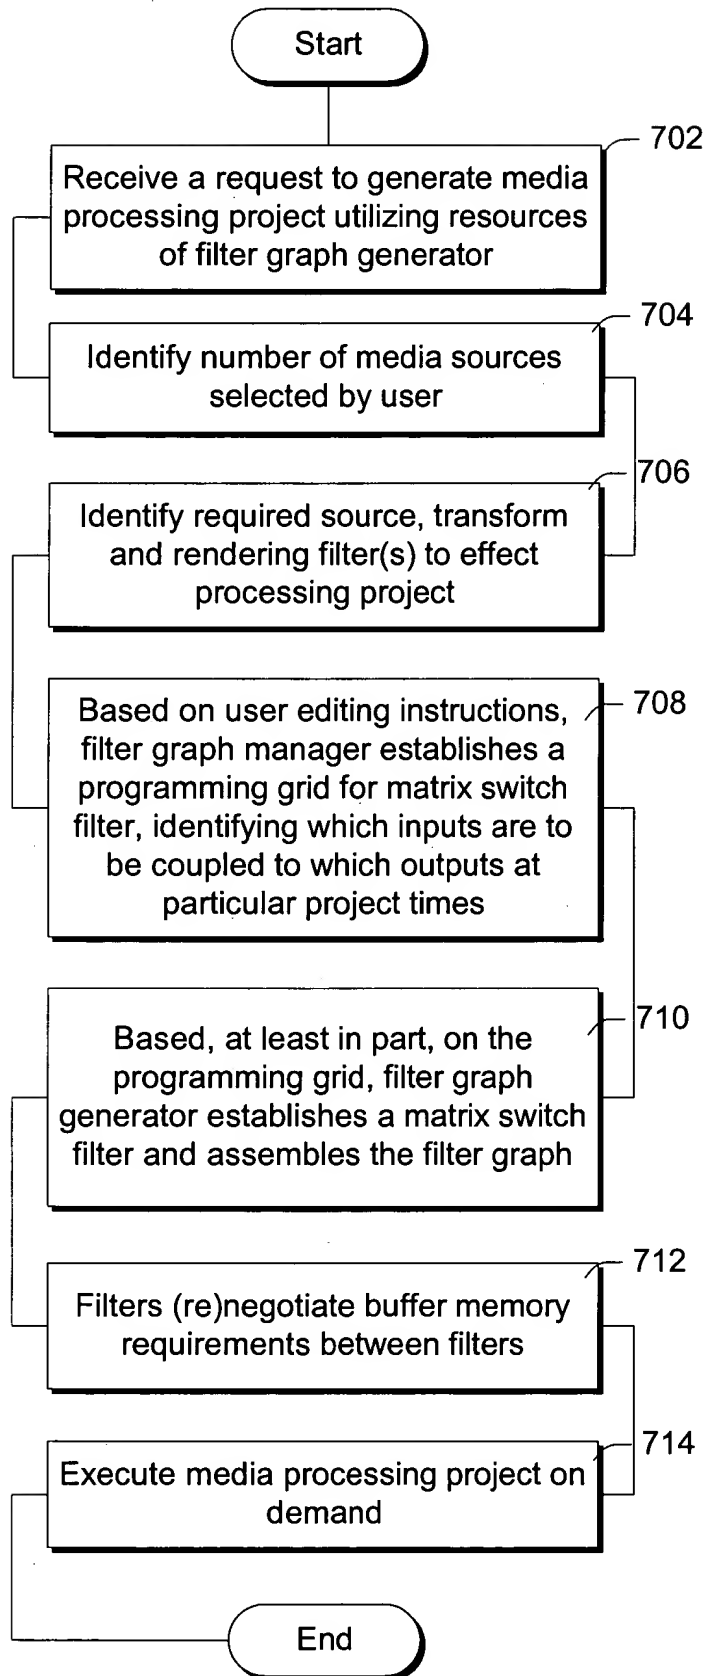 Start
702
Receive a request to generate media
processing project utilizing resources
of filter graph generator
704
Identify number of media sources
selected by user
706
Identify required source, transform
and rendering filter(s) to effect
processing project
708
Based on user editing instructions,
filter graph manager establishes a
programming grid for matrix switch
filter, identifying which inputs are to
be coupled to which outputs at
particular project times
710
Based, at least in part, on the
programming grid, filter graph
generator establishes a matrix switch
filter and assembles the filter graph
712
Filters (re)negotiate buffer memory
requirements between filters
714
Execute media processing project on
demand
End